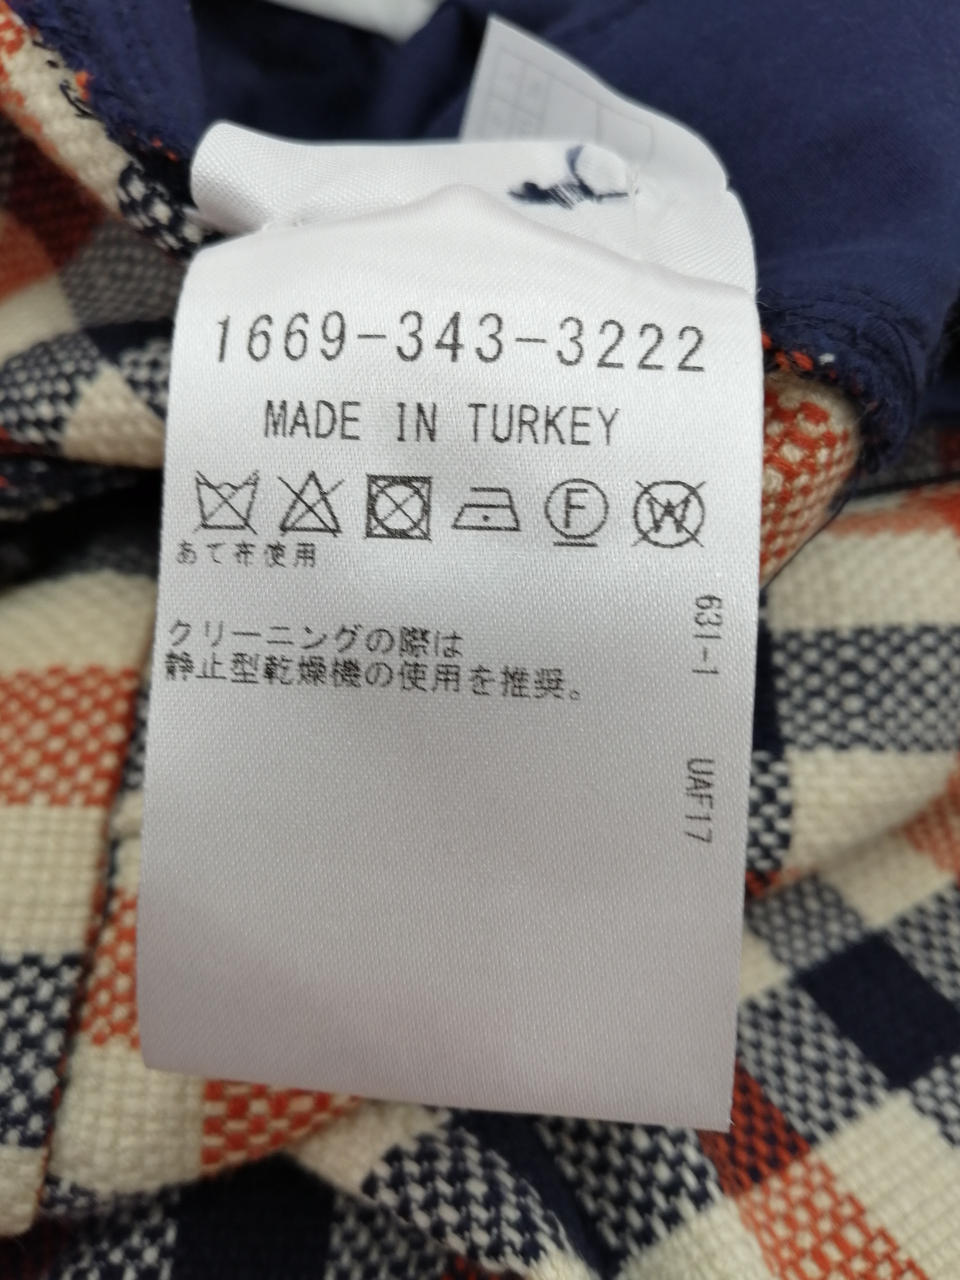 1669-343-3222
MADE IN TURKEY
F
W
あて布使用
クリーニングの際は
静止型乾燥機の使用を推奨。
631-1
UAF17